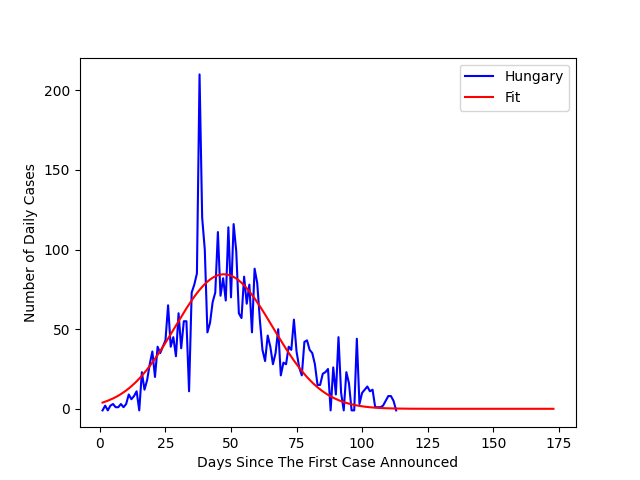 Hungary
Fit
200
150
100
50
0
Number of Daily Cases
0 25 50 75 100 125 150 175
Days Since The First Case Announced